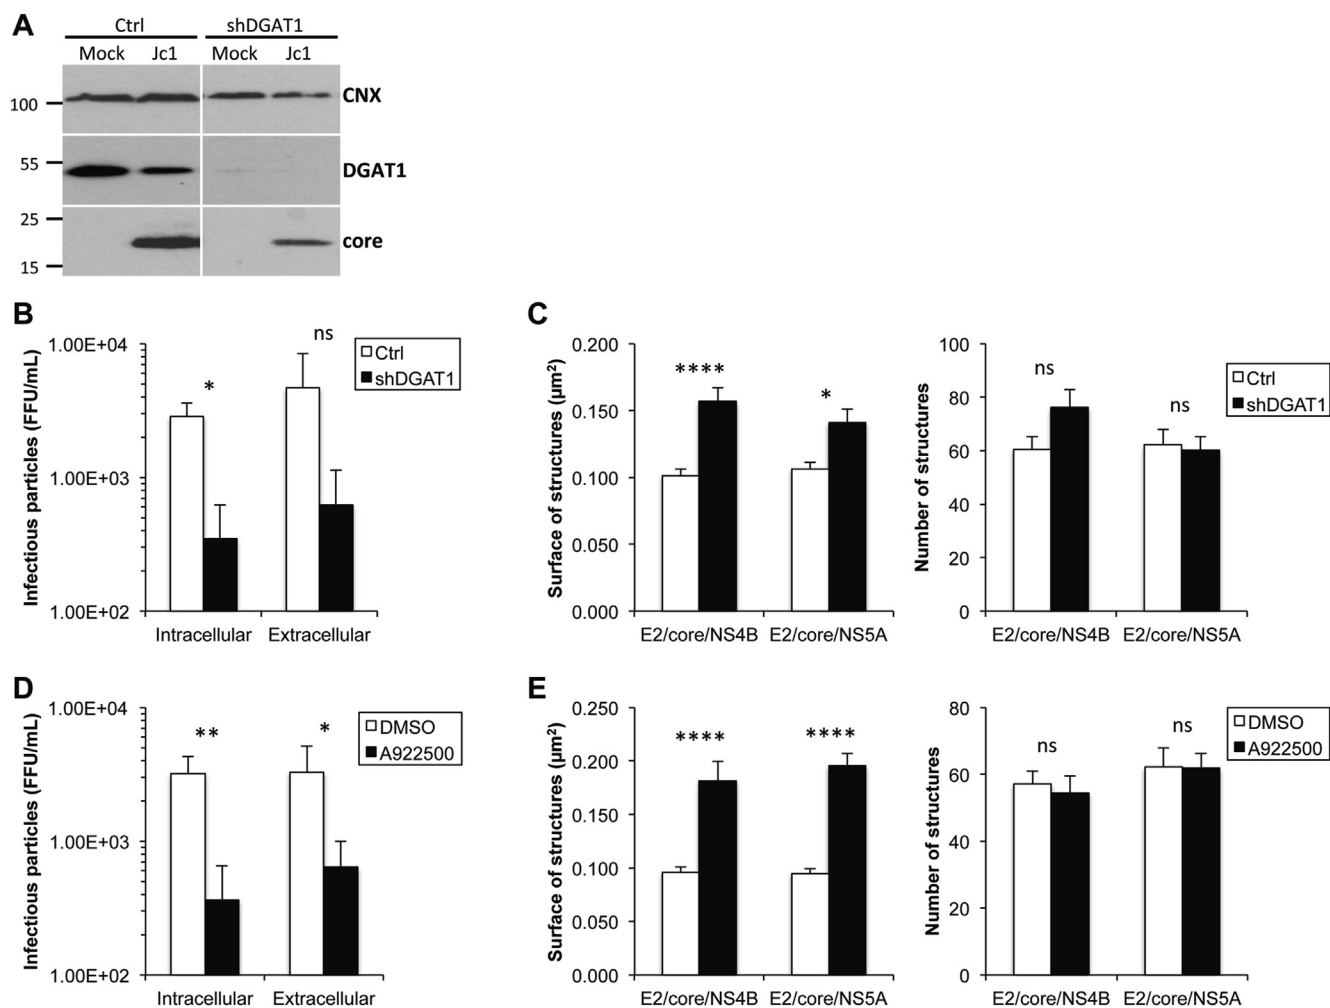 A
Ctrl shDGAT1
Mock Jc1 Mock Jc1
100 CNX
55 DGAT1
25
core
15
B
ns
1.00E+04
Ctrl
shDGAT1
*
1.00E+03
1.00E+02
Infectious particles (FFU/mL)
Intracellular Extracellular
C
0.200
****
*
0.150
0.100
0.050
0.000
Surface of structures (µm²)
E2/core/NS4B E2/core/NS5A
100
ns
Ctrl
shDGAT1
80
ns
60
40
20
0
Number of structures
E2/core/NS4B E2/core/NS5A
D
1.00E+04
DMSO
A922500
** *
1.00E+03
1.00E+02
Infectious particles (FFU/mL)
Intracellular Extracellular
E
0.250
**** ****
0.200
0.150
0.100
0.050
0.000
Surface of structures (µm²)
E2/core/NS4B E2/core/NS5A
80
DMSO
A922500
ns ns
60
40
20
0
Number of structures
E2/core/NS4B E2/core/NS5A